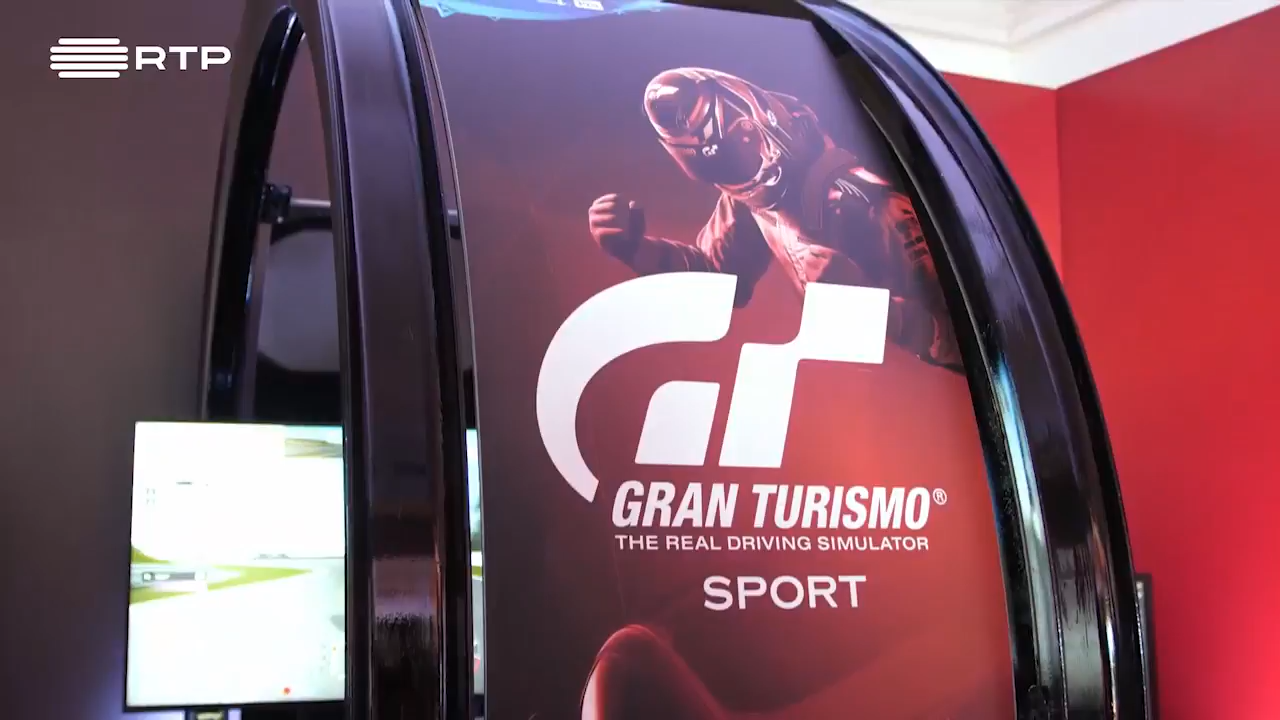 RTP
GRAN TURISMO®
THE REAL DRIVING SIMULATOR
SPORT